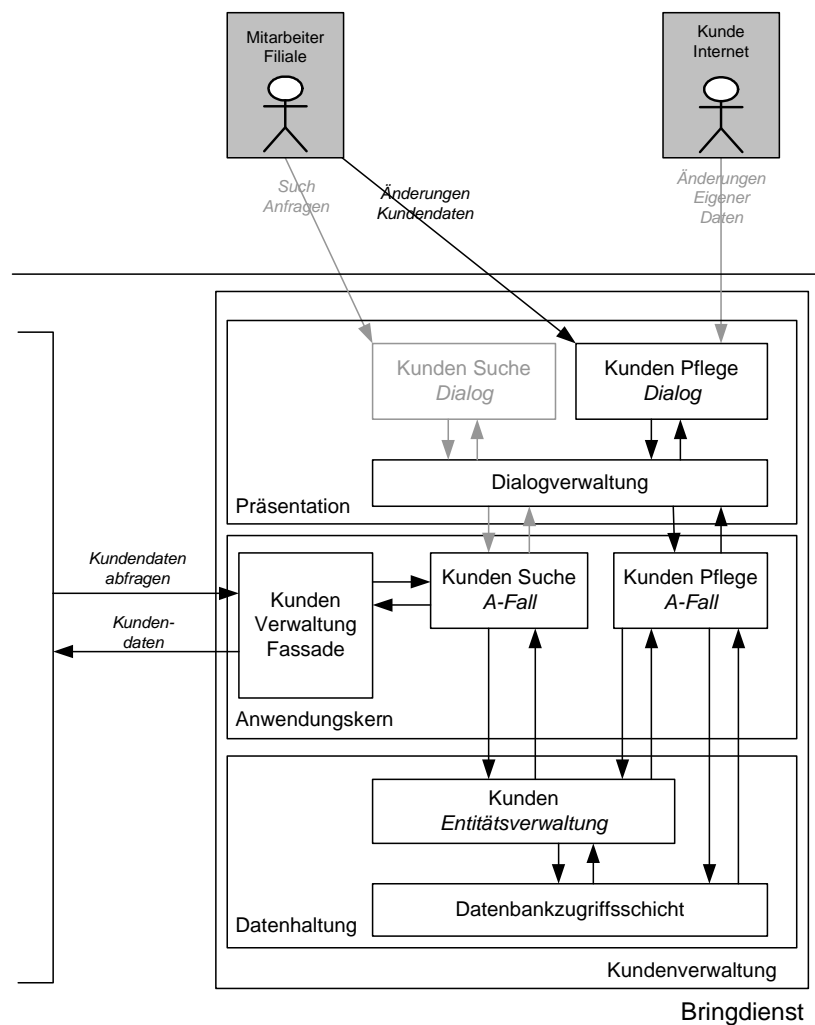 Mitarbeiter
Filiale
Kunde
Internet
Such
Anfragen
Änderungen
Kundendaten
Änderungen
Eigener
Daten
Kunden Suche
Dialog
Kunden Pflege
Dialog
Dialogverwaltung
Präsentation
Kundendaten
abfragen
Kunden-
daten
Kunden
Verwaltung
Fassade
Kunden Suche
A-Fall
Kunden Pflege
A-Fall
Anwendungskern
Kunden
Entitätsverwaltung
Datenbankzugriffsschicht
Datenhaltung
Kundenverwaltung
Bringdienst